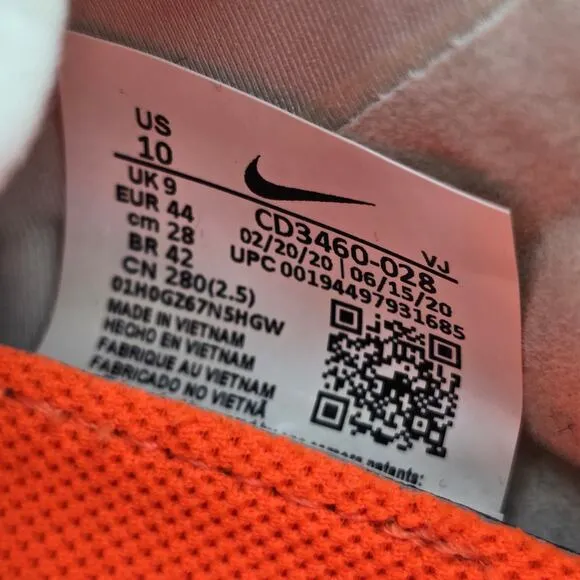 US
10
UK 9
EUR 44
cm 28
BR 42
CN 280(2.5)
01H0GZ67N5HGW
MADE IN VIETNAM
HECHO EN VIETNAM
FABRIQUE AU VIETNAM
FABRICADO NO VIETNÃ
CD3460-028 VJ
02/20/20 | 06/15/20
UPC 00194497931685
patents: